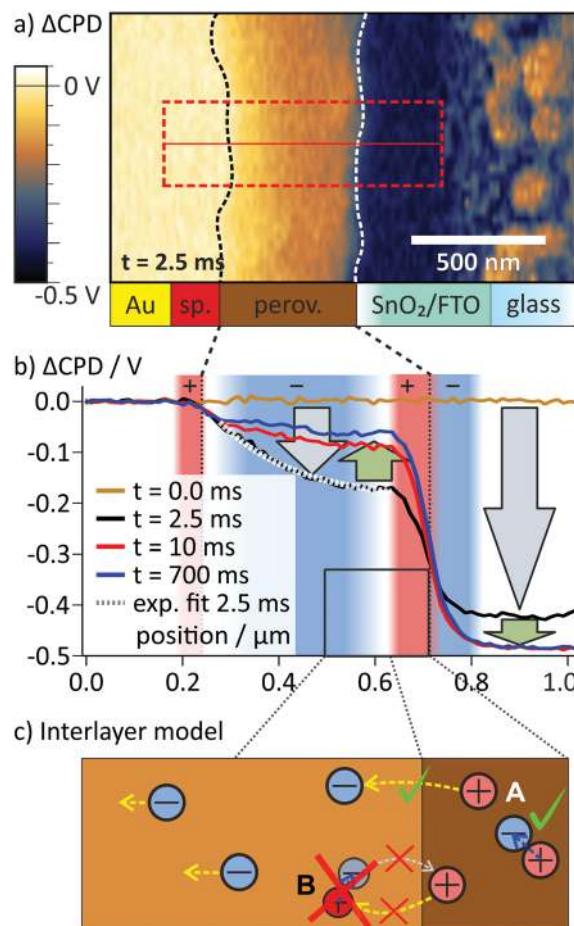 a) ΔCPD
0 V
-0.5 V
t = 2.5 ms
500 nm
Au sp. perov. SnO₂/FTO glass
b) ΔCPD / V
+ − + −
0.0
-0.1
-0.2
-0.3
-0.4
-0.5
t = 0.0 ms
t = 2.5 ms
t = 10 ms
t = 700 ms
exp. fit 2.5 ms
position / μm
0.0 0.2 0.4 0.6 0.8 1.0
c) Interlayer model
A
B